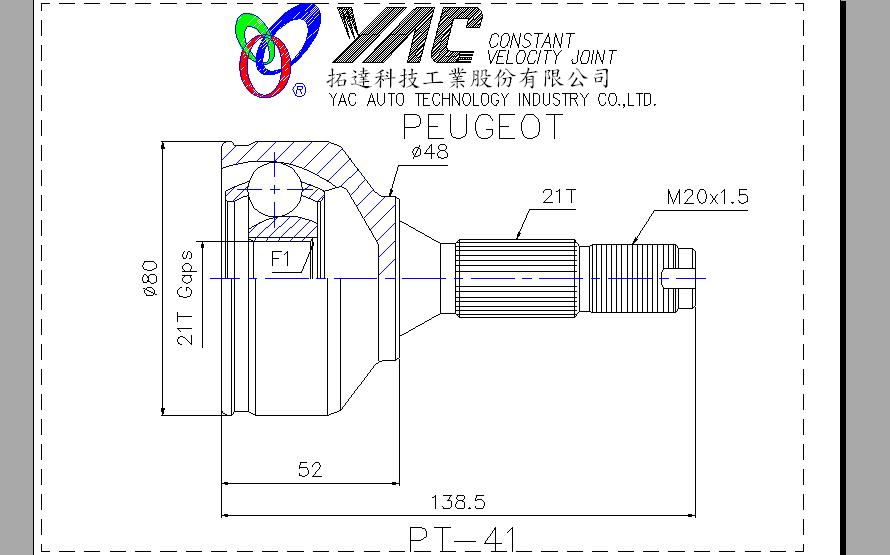 YAC
CONSTANT
VELOCITY JOINT
®
拓達科技工業股份有限公司
YAC AUTO TECHNOLOGY INDUSTRY CO.,LTD.
PEUGEOT
ø48
21T
M20x1.5
F1
ø80
21T Gaps
52
138.5
PT-41